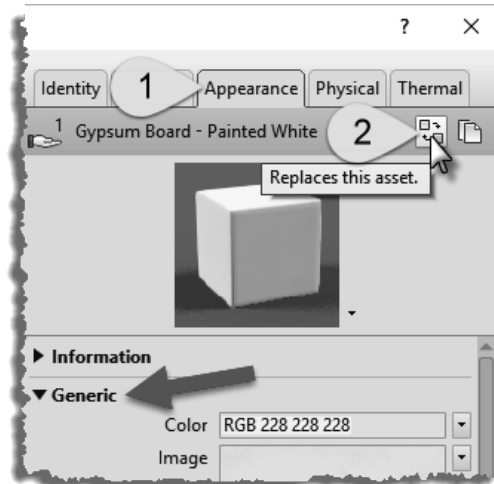 ?
Identity
1
Appearance
Physical
Thermal
1 Gypsum Board - Painted White
2
Replaces this asset.
Information
Generic
Color RGB 228 228 228
Image